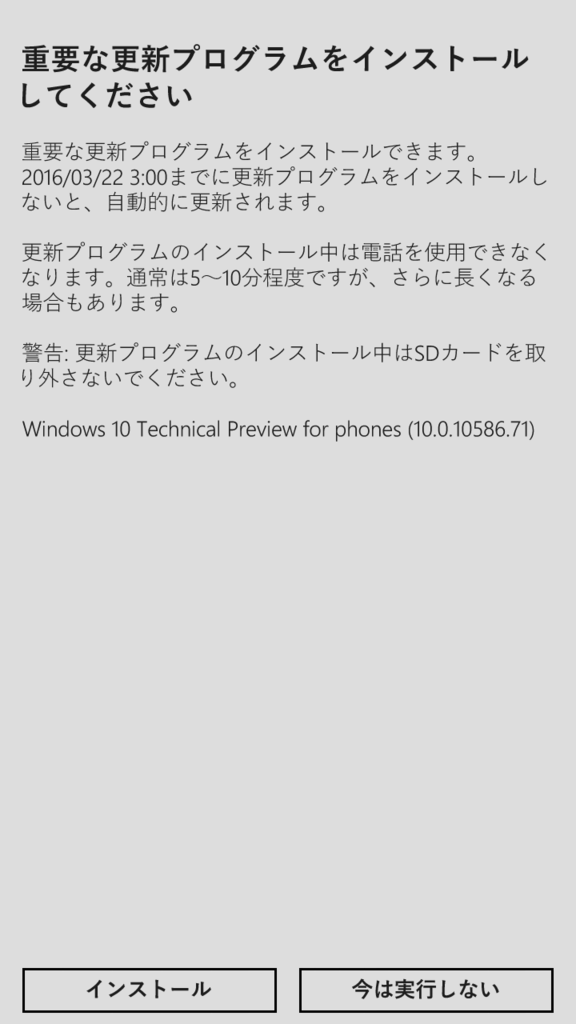 重要な更新プログラムをインストール
してください
重要な更新プログラムをインストールできます。
2016/03/22 3:00までに更新プログラムをインストールし
ないと、自動的に更新されます。
更新プログラムのインストール中は電話を使用できなく
なります。通常は5～10分程度ですが、さらに長くなる
場合もあります。
警告: 更新プログラムのインストール中はSDカードを取
り外さないでください。
Windows 10 Technical Preview for phones (10.0.10586.71)
インストール
今は実行しない